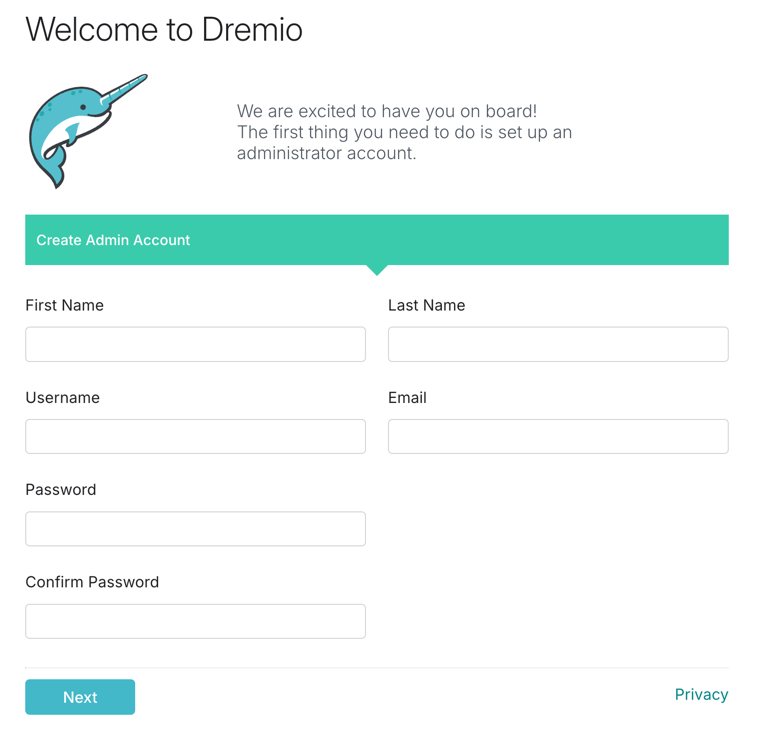 Welcome to Dremio
We are excited to have you on board!
The first thing you need to do is set up an
administrator account.
Create Admin Account
First Name
Last Name
Username
Email
Password
Confirm Password
Next
Privacy